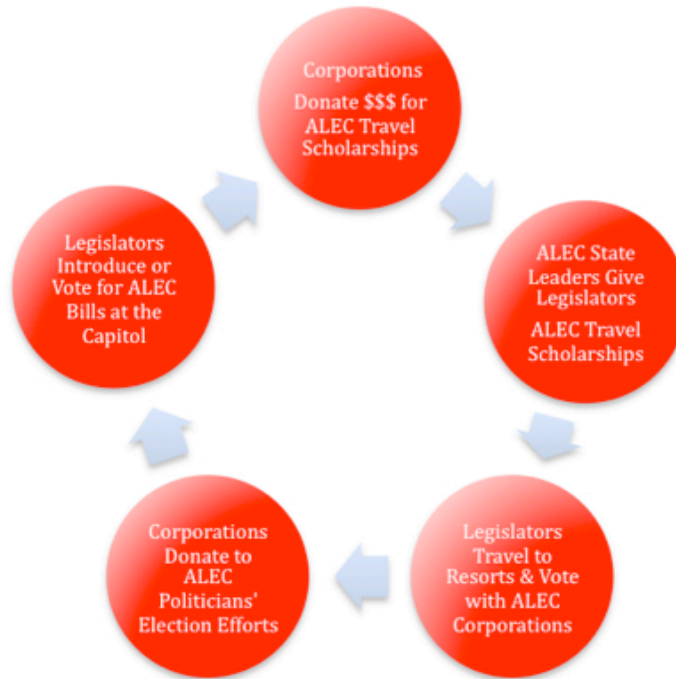 Corporations
Donate $$$ for
ALEC Travel
Scholarships
ALEC State
Leaders Give
Legislators
ALEC Travel
Scholarships
Legislators
Travel to
Resorts & Vote
with ALEC
Corporations
Corporations
Donate to
ALEC
Politicians'
Election Efforts
Legislators
Introduce or
Vote for ALEC
Bills at the
Capitol